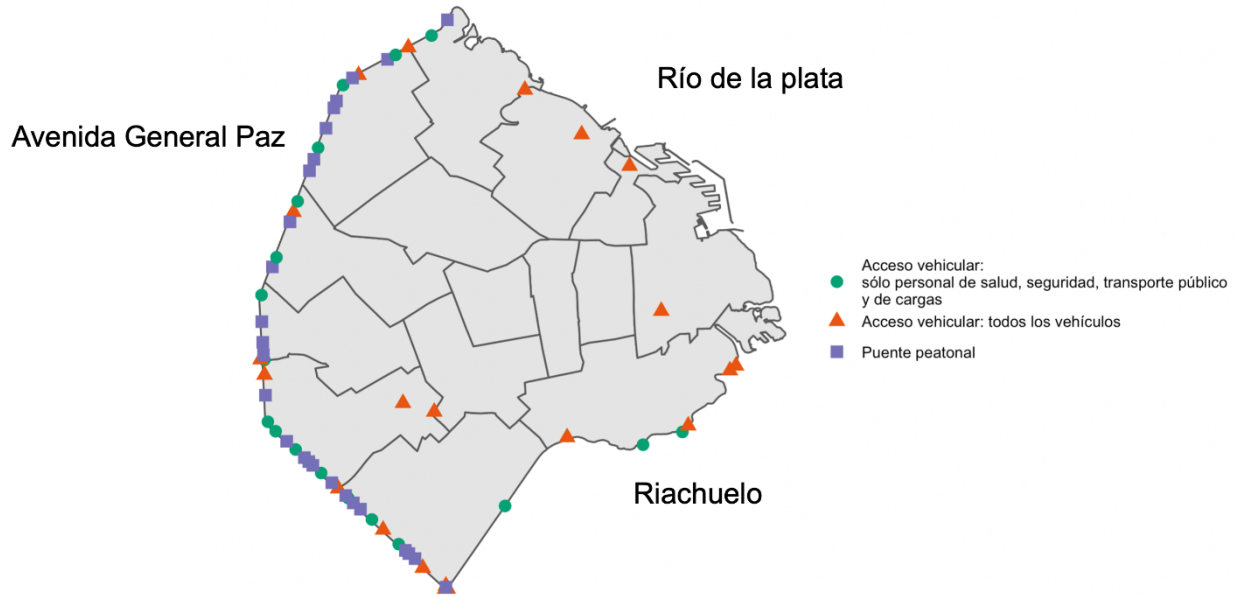 Río de la plata
Avenida General Paz
Acceso vehicular:
sólo personal de salud, seguridad, transporte público
y de cargas
Acceso vehicular: todos los vehículos
Puente peatonal
Riachuelo